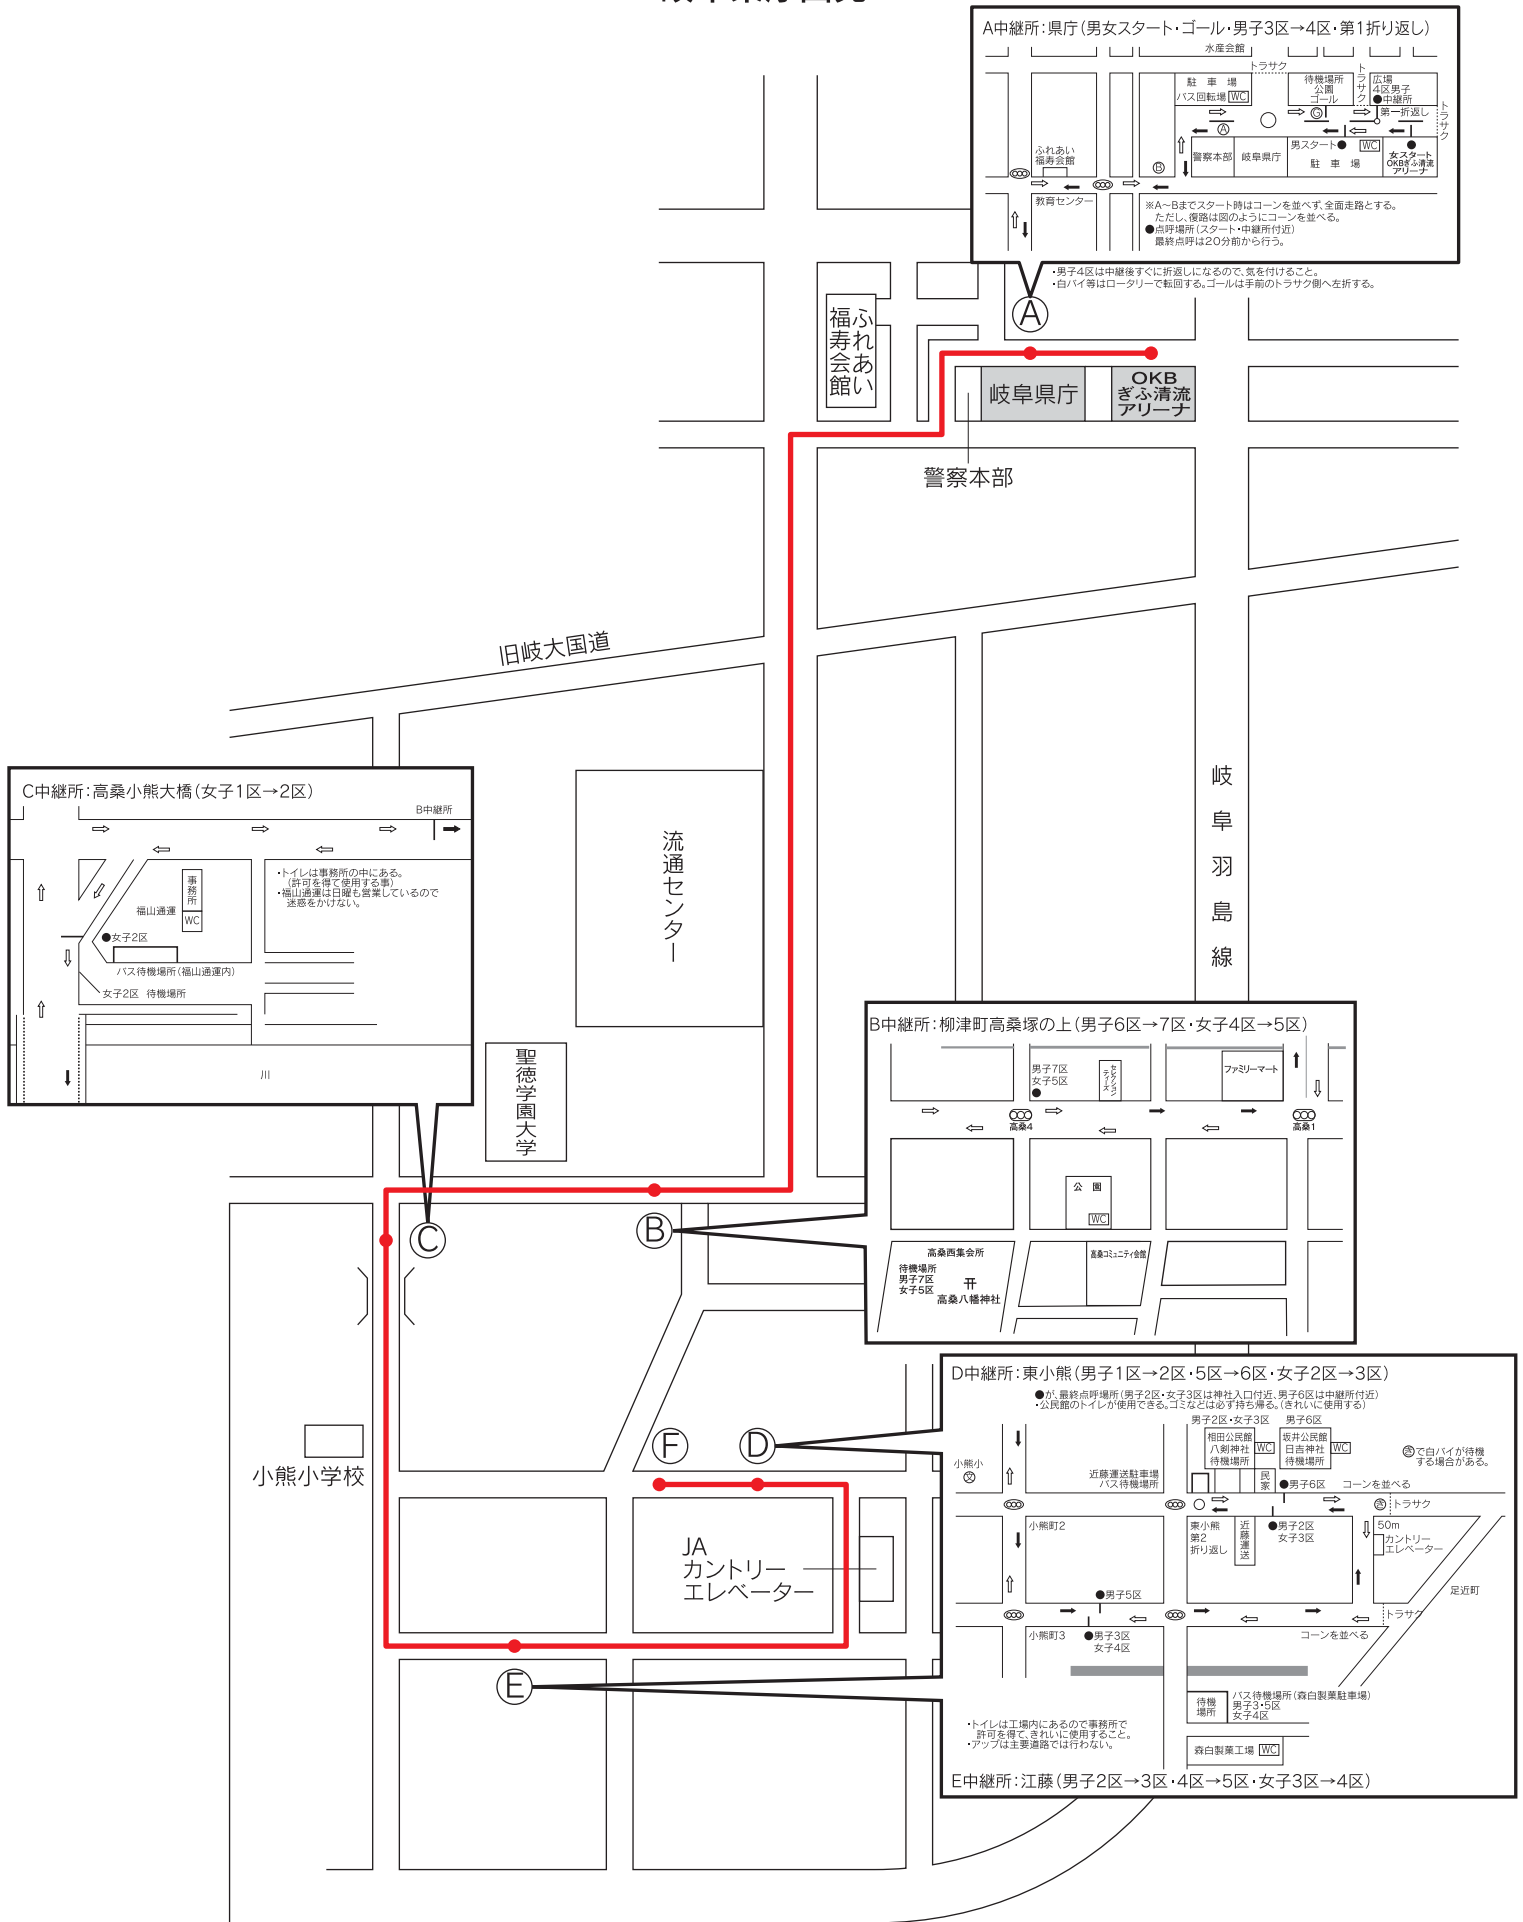 A中継所：県庁（男女スタート・ゴール・男子3区→4区・第1折り返し）
水産会館
トラサク
トラサク
トラサク
駐 車 場
バス回転場 WC
待機場所
公園
ゴール
広場
4区男子
●中継所
第一折返し
G
A
B
ふれあい
福寿会館
警察本部
岐阜県庁
男スタート●
WC
駐 車 場
女スタート
OKBぎふ清流
アリーナ
教育センター
※A〜Bまでスタート時はコーンを並べず、全面走路とする。
ただし、復路は図のようにコーンを並べる。
●点呼場所（スタート・中継所付近）
最終点呼は20分前から行う。
・男子4区は中継後すぐに折返しになるので、気を付けること。
・白バイ等はロータリーで転回する。ゴールは手前のトラサク側へ左折する。
A
ふれあい
福寿会館
岐阜県庁
OKB
ぎふ清流
アリーナ
警察本部
旧岐大国道
岐阜羽島線
C中継所：高桑小熊大橋（女子1区→2区）
B中継所
事務所
WC
福山通運
・トイレは事務所の中にある。
（許可を得て使用する事）
・福山通運は日曜も営業しているので
迷惑をかけない。
●女子2区
バス待機場所（福山通運内）
女子2区 待機場所
川
流通センター
聖徳学園大学
B中継所：柳津町高桑塚の上（男子6区→7区・女子4区→5区）
男子7区
女子5区
●
セレクション
ティーズ
ファミリーマート
高桑4
高桑1
公 園
WC
高桑西集会所
待機場所
男子7区
女子5区
高桑八幡神社
高桑コミュニティ会館
C
B
小熊小学校
F
D
JA
カントリー
エレベーター
E
D中継所：東小熊（男子1区→2区・5区→6区・女子2区→3区）
●が、最終点呼場所（男子2区・女子3区は神社入口付近、男子6区は中継所付近）
・公民館のトイレが使用できる。ゴミなどは必ず持ち帰る。（きれいに使用する）
男子2区・女子3区
男子6区
相田公民館
八剣神社
待機場所
WC
坂井公民館
日吉神社
待機場所
WC
で白バイが待機
する場合がある。
小熊小
文
近藤運送駐車場
バス待機場所
民家
●男子6区
コーンを並べる
トラサク
小熊町2
東小熊
第2
折り返し
近藤運送
●男子2区
女子3区
50m
カントリー
エレベーター
足近町
●男子5区
トラサク
小熊町3
●男子3区
女子4区
コーンを並べる
待機
場所
バス待機場所（森白製菓駐車場）
男子3・5区
女子4区
・トイレは工場内にあるので事務所で
許可を得て、きれいに使用すること。
・アップは主要道路では行わない。
森白製菓工場 WC
E中継所：江藤（男子2区→3区・4区→5区・女子3区→4区）